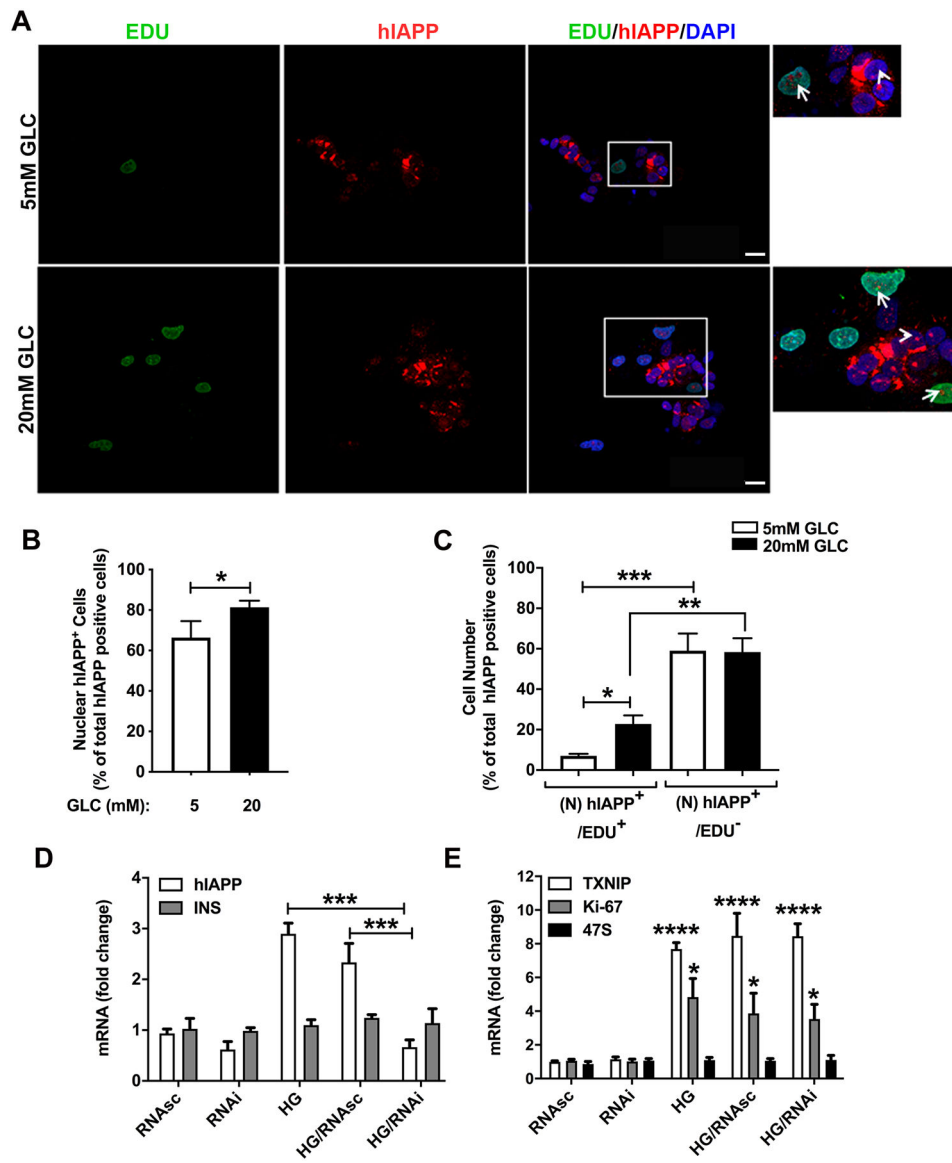 A
EDU
hIAPP
EDU/hIAPP/DAPI
5mM GLC
20mM GLC
B
Nuclear hIAPP+ Cells
(% of total hIAPP positive cells)
100
80
60
40
20
0
*
GLC (mM): 5 20
C
5mM GLC
20mM GLC
Cell Number
(% of total hIAPP positive cells)
100
80
60
40
20
0
***
**
*
(N) hIAPP+
/EDU+
(N) hIAPP+
/EDU-
D
hIAPP
INS
mRNA (fold change)
4
3
2
1
0
***
***
RNAsc
RNAi
HG
HG/RNAsc
HG/RNAi
E
TXNIP
Ki-67
47S
mRNA (fold change)
12
10
8
6
4
2
0
****
*
****
*
****
*
RNAsc
RNAi
HG
HG/RNAsc
HG/RNAi